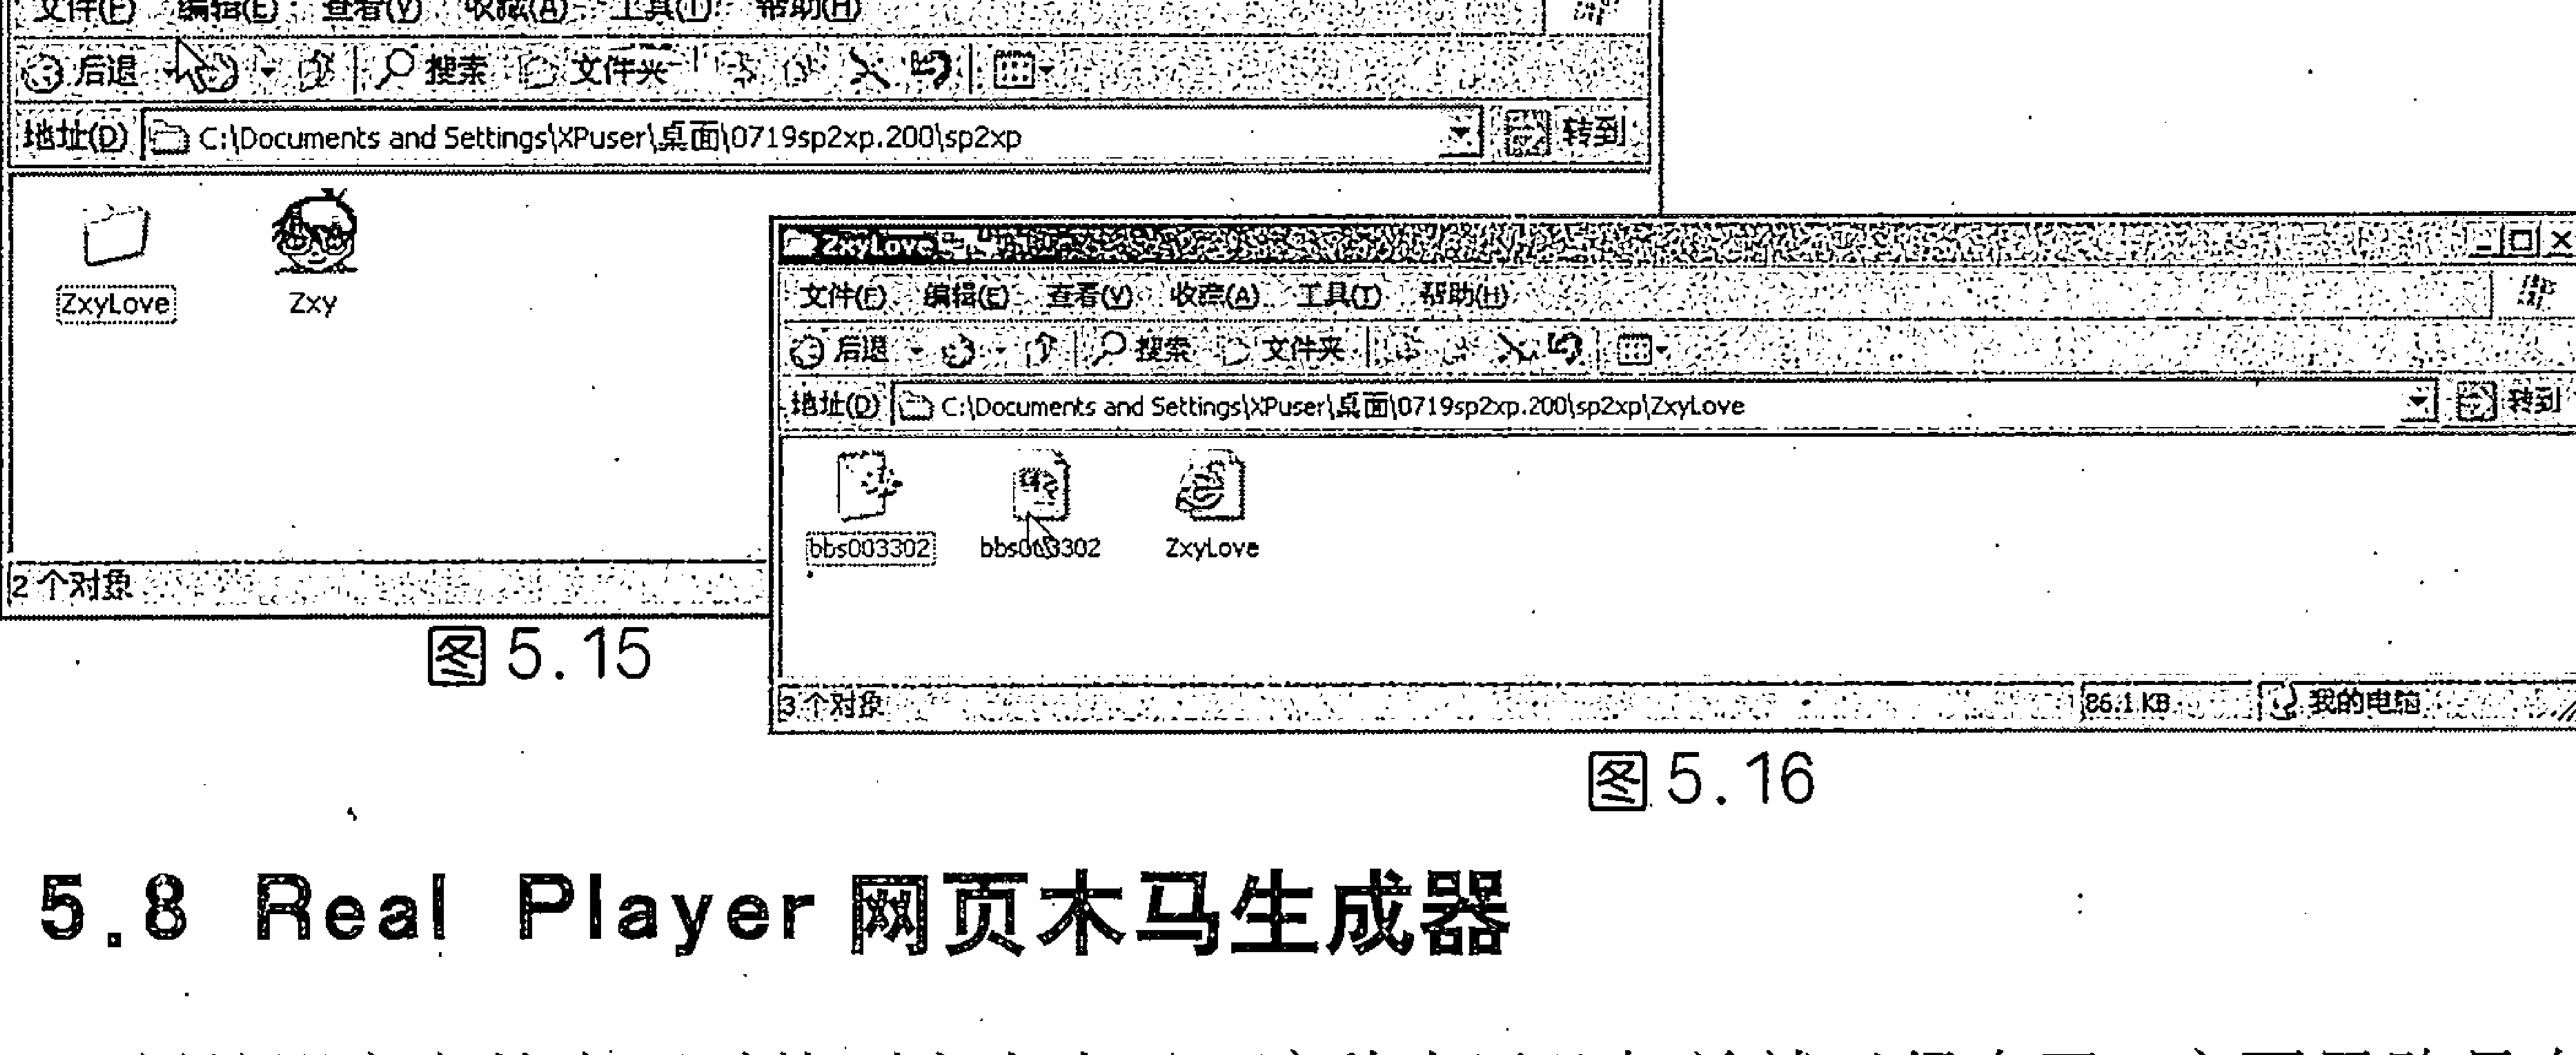 文件(F) 编辑(E) 查看(V) 收藏(A) 工具(T) 帮助(H)
后退 搜索 文件夹
地址(D) C:\Documents and Settings\XPuser\桌面\0719sp2xp.200\sp2xp 转到
ZxyLove Zxy
2 个对象
图 5.15
ZxyLove
文件(F) 编辑(E) 查看(V) 收藏(A) 工具(T) 帮助(H)
后退 搜索 文件夹
地址(D) C:\Documents and Settings\XPuser\桌面\0719sp2xp.200\sp2xp\ZxyLove 转到
bbs003302 bbs003302 ZxyLove
3 个对象 86.1 KB 我的电脑
图 5.16
5.8 Real Player 网页木马生成器